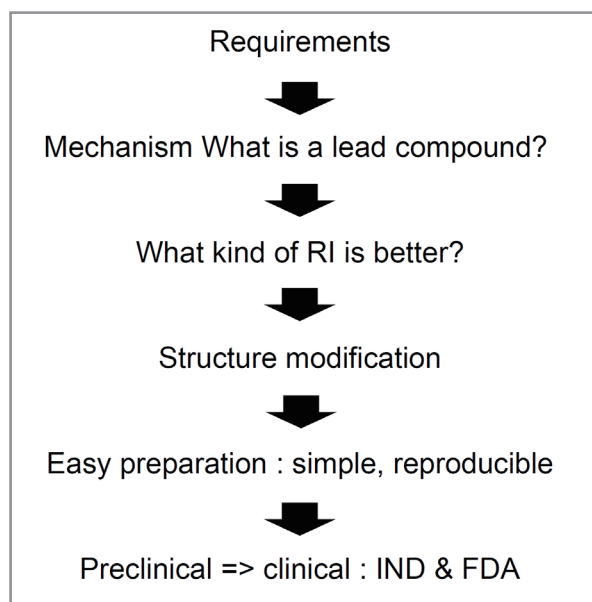 Requirements
Mechanism What is a lead compound?
What kind of RI is better?
Structure modification
Easy preparation : simple, reproducible
Preclinical => clinical : IND & FDA